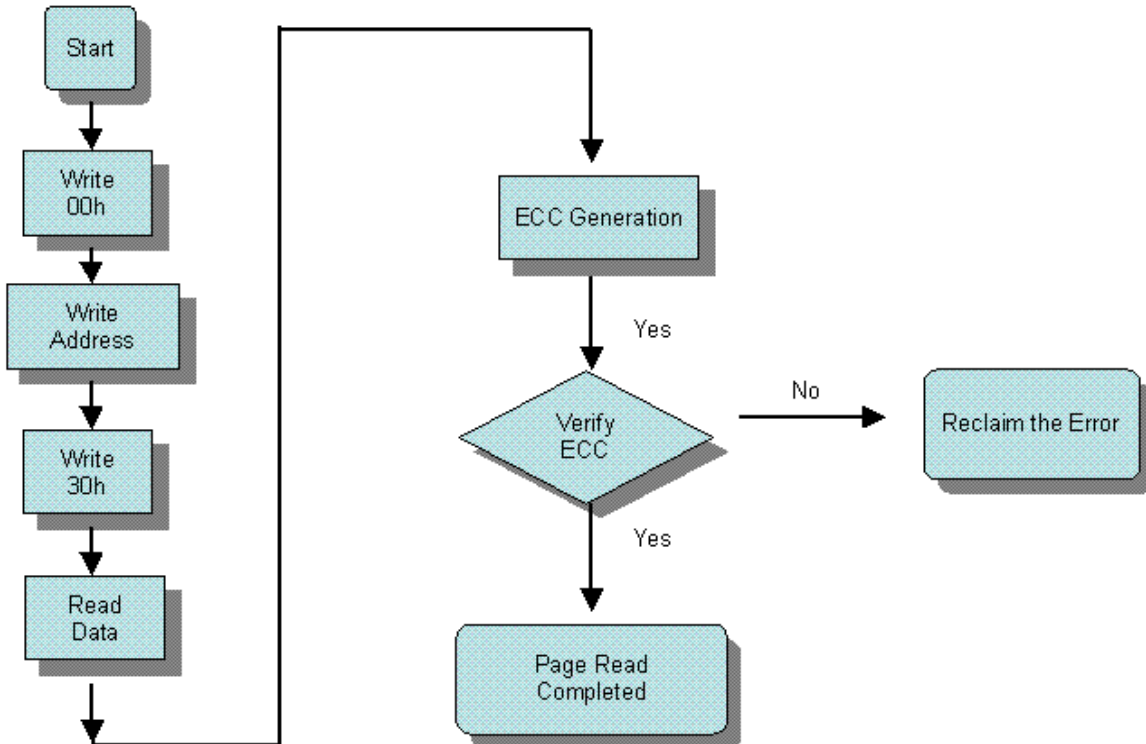 Start
Write
00h
Write
Address
Write
30h
Read
Data
ECC Generation
Yes
Verify
ECC
No
Reclaim the Error
Yes
Page Read
Completed